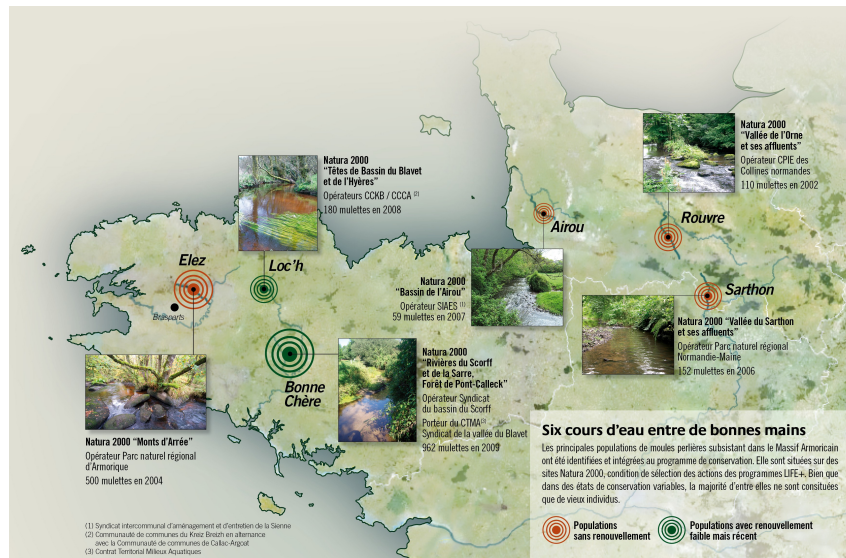 Natura 2000
“Vallée de l’Orne
et ses affluents”
Opérateur CPIE des
Collines normandes
110 mulettes en 2002
Natura 2000
“Têtes de Bassin du Blavet
et de l’Hyères”
Opérateurs CCKB / CCCA (2)
180 mulettes en 2008
Airou
Rouvre
Elez
Loc’h
Brasparts
Natura 2000
“Bassin de l’Airou”
Opérateur SIAES (1)
59 mulettes en 2007
Sarthon
Natura 2000 “Vallée du Sarthon
et ses affluents”
Opérateur Parc naturel régional
Normandie-Maine
152 mulettes en 2006
Bonne
Chère
Natura 2000
“Rivières du Scorff
et de la Sarre,
Forêt de Pont-Calleck”
Opérateur Syndicat
du bassin du Scorff
Porteur du CTMA(3)
Syndicat de la vallée du Blavet
962 mulettes en 2009
Natura 2000 “Monts d’Arrée”
Opérateur Parc naturel régional
d’Armorique
500 mulettes en 2004
Six cours d’eau entre de bonnes mains
Les principales populations de moules perlières subsistant dans le Massif Armoricain
ont été identifiées et intégrées au programme de conservation. Elle sont situées sur des
sites Natura 2000, condition de sélection des actions des programmes LIFE+. Bien que
dans des états de conservation variables, la majorité d’entre elles ne sont consituées
que de vieux individus.
Populations
sans renouvellement
Populations avec renouvellement
faible mais récent
(1) Syndicat intercommunal d’aménagement et d’entretien de la Sienne
(2) Communauté de communes du Kreiz Breizh en alternance
avec la Communauté de communes de Callac-Argoat
(3) Contrat Territorial Milieux Aquatiques